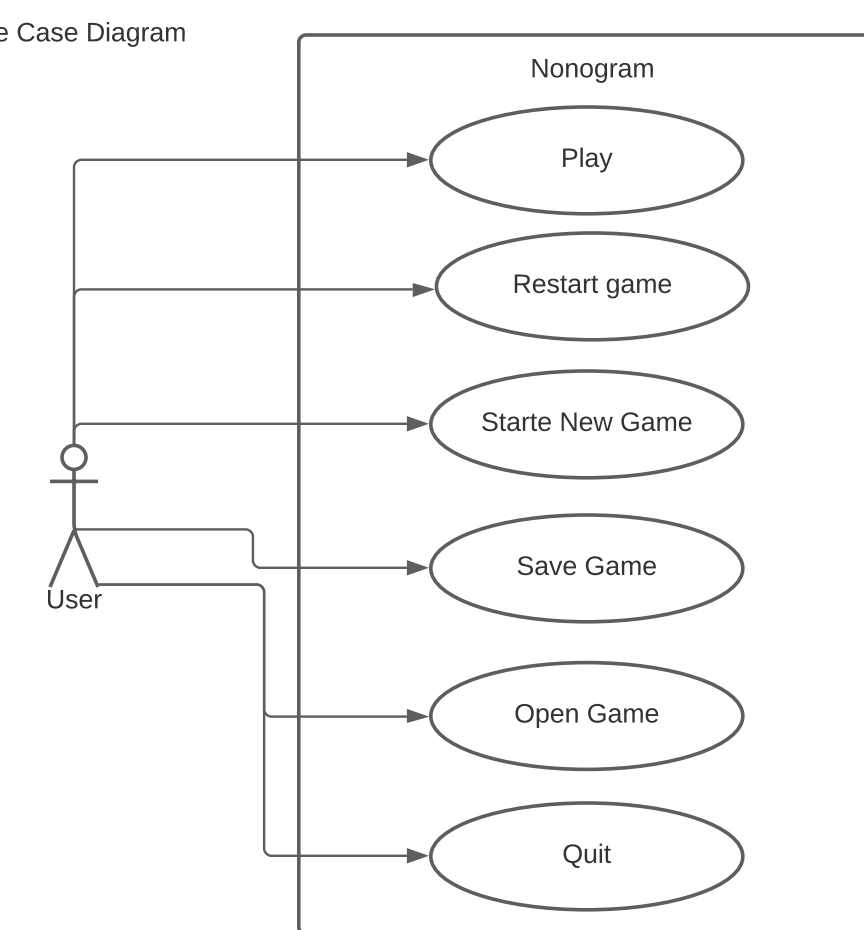 e Case Diagram
Nonogram
Play
Restart game
Starte New Game
Save Game
User
Open Game
Quit